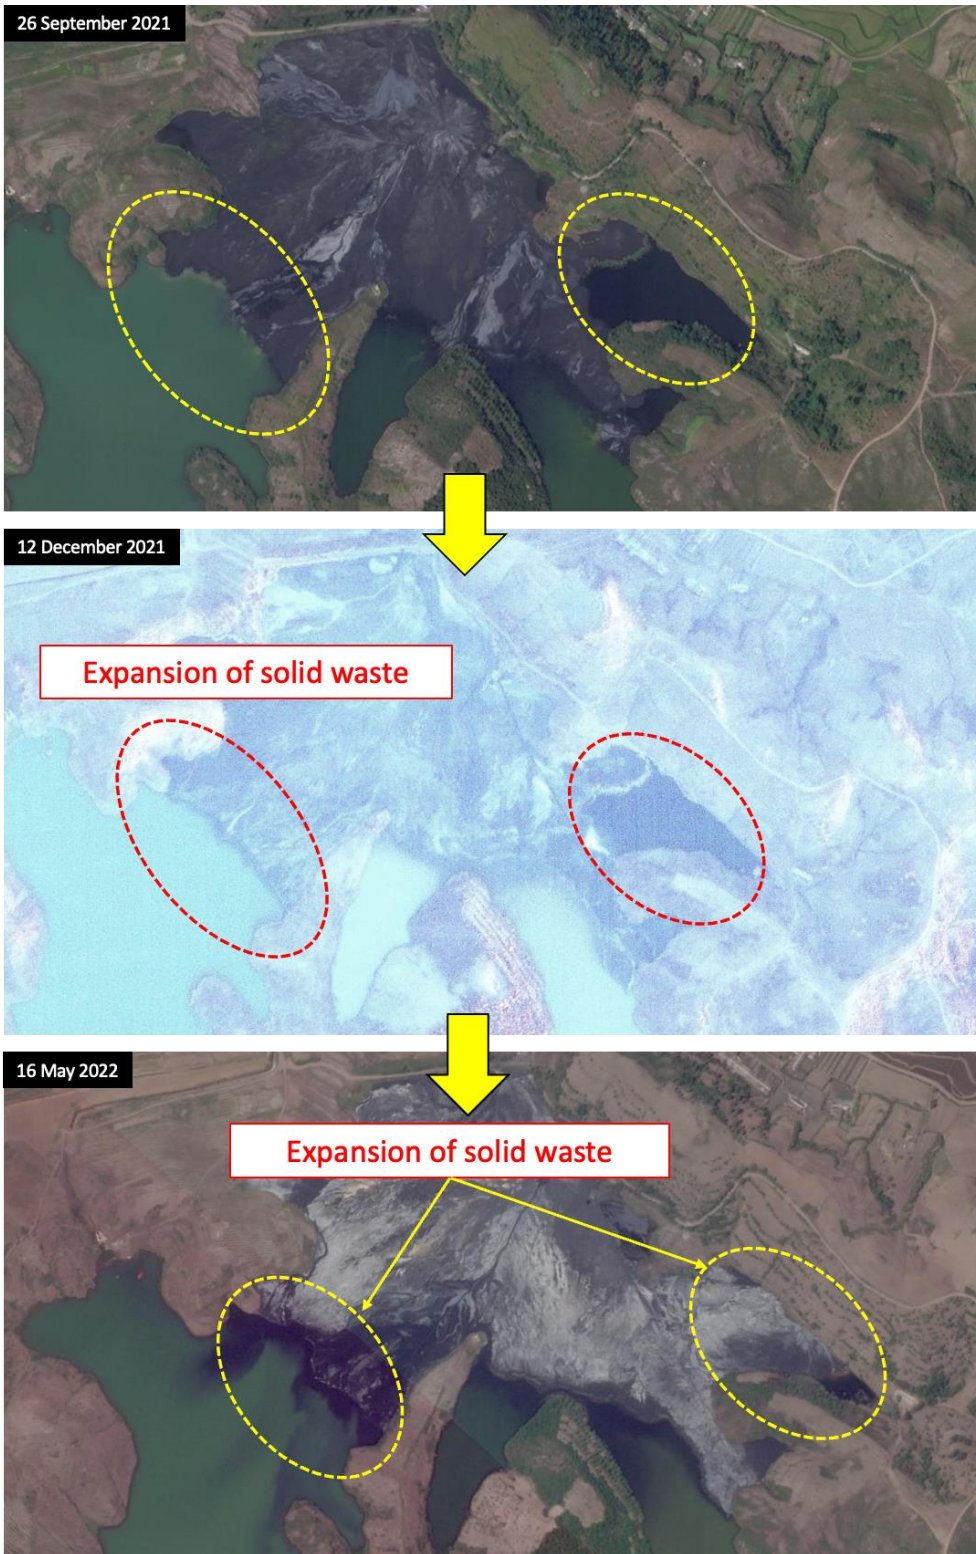 26 September 2021
12 December 2021
Expansion of solid waste
16 May 2022
Expansion of solid waste